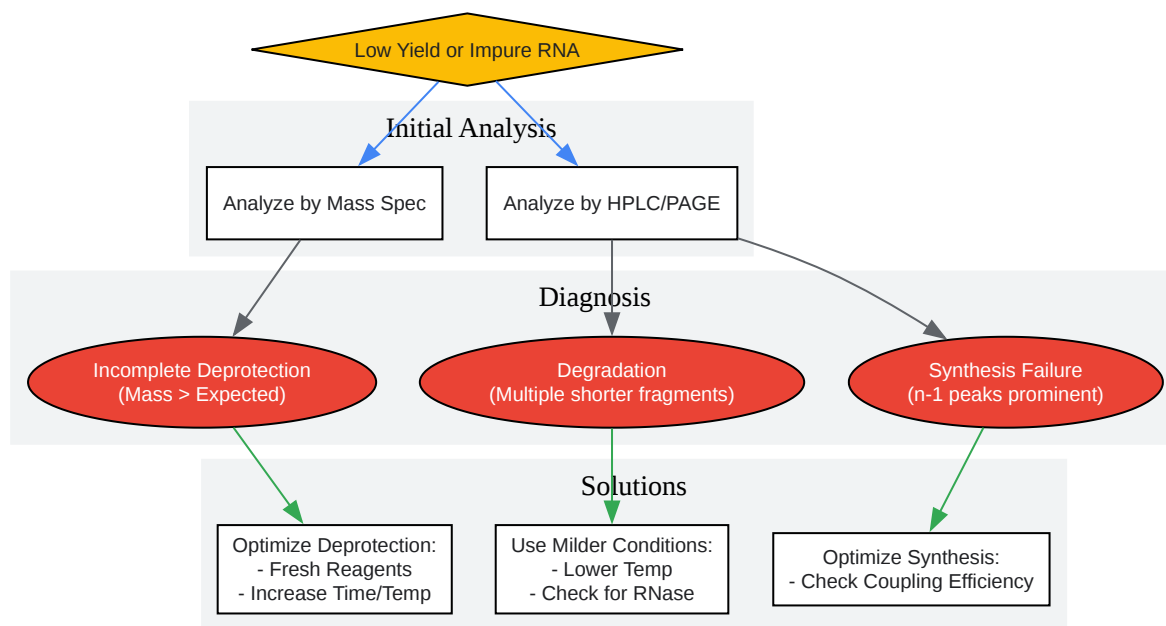 Low Yield or Impure RNA
Initial Analysis
Analyze by Mass Spec
Analyze by HPLC/PAGE
Diagnosis
Incomplete Deprotection
(Mass > Expected)
Degradation
(Multiple shorter fragments)
Synthesis Failure
(n-1 peaks prominent)
Solutions
Optimize Deprotection:
- Fresh Reagents
- Increase Time/Temp
Use Milder Conditions:
- Lower Temp
- Check for RNase
Optimize Synthesis:
- Check Coupling Efficiency